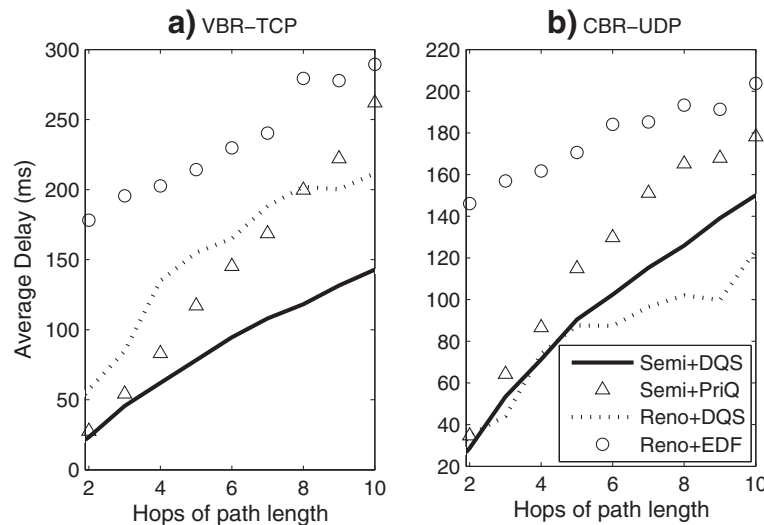 a) VBR−TCP
300
250
200
150
100
50
0
Average Delay (ms)
2 4 6 8 10
Hops of path length
b) CBR−UDP
220
200
180
160
140
120
100
80
60
40
20
2 4 6 8 10
Hops of path length
Semi+DQS
Semi+PriQ
Reno+DQS
Reno+EDF